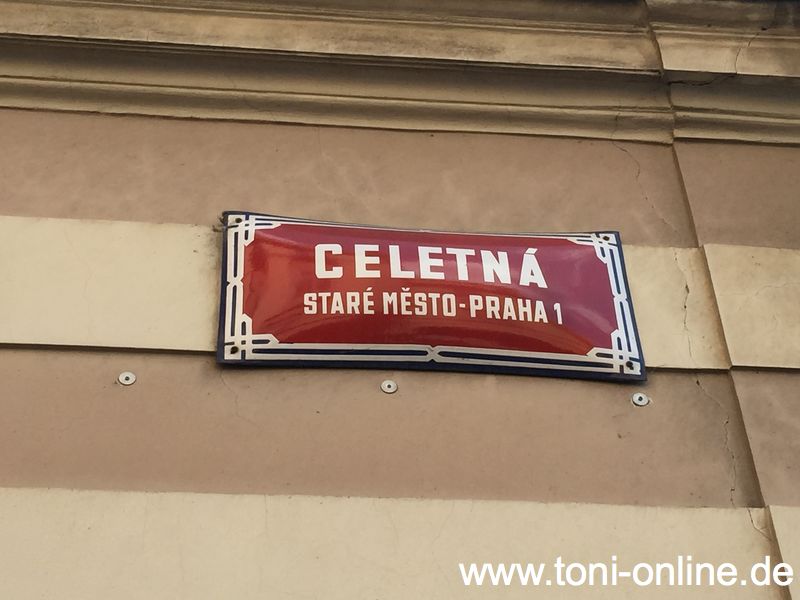 CELETNÁ
STARÉ MĚSTO-PRAHA 1
www.toni-online.de